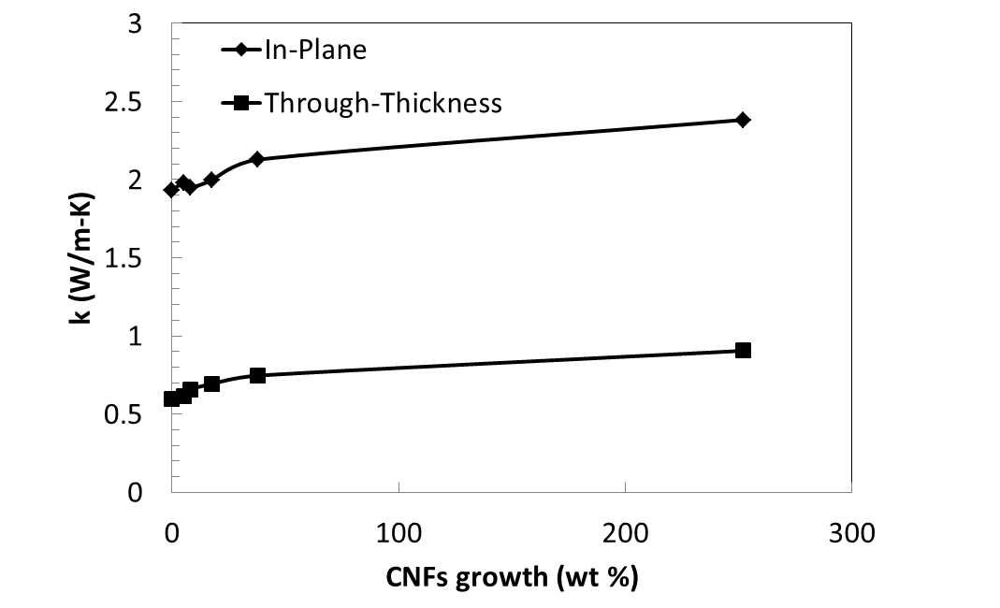 3
2.5
2
1.5
1
0.5
0
In-Plane
Through-Thickness
k (W/m-K)
0 100 200 300
CNFs growth (wt %)